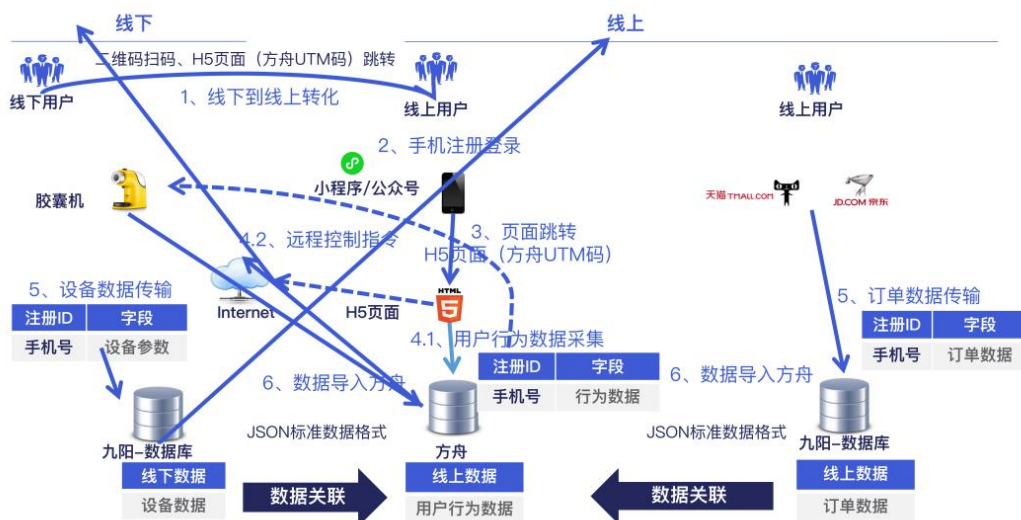 线下
线上
二维码扫码、H5页面（方舟UTM码）跳转
线下用户
1、线下到线上转化
线上用户
线上用户
2、手机注册登录
胶囊机
小程序/公众号
天猫 TMALL.COM
JD.COM 京东
4.2、远程控制指令
3、页面跳转
H5页面（方舟UTM码）
HTML
5
5、设备数据传输
Internet
H5页面
5、订单数据传输
注册ID 字段
手机号 设备参数
4.1、用户行为数据采集
注册ID 字段
手机号 订单数据
注册ID 字段
手机号 行为数据
6、数据导入方舟
6、数据导入方舟
JSON标准数据格式
JSON标准数据格式
九阳-数据库
方舟
九阳-数据库
线下数据
设备数据
数据关联
线上数据
用户行为数据
数据关联
线上数据
订单数据